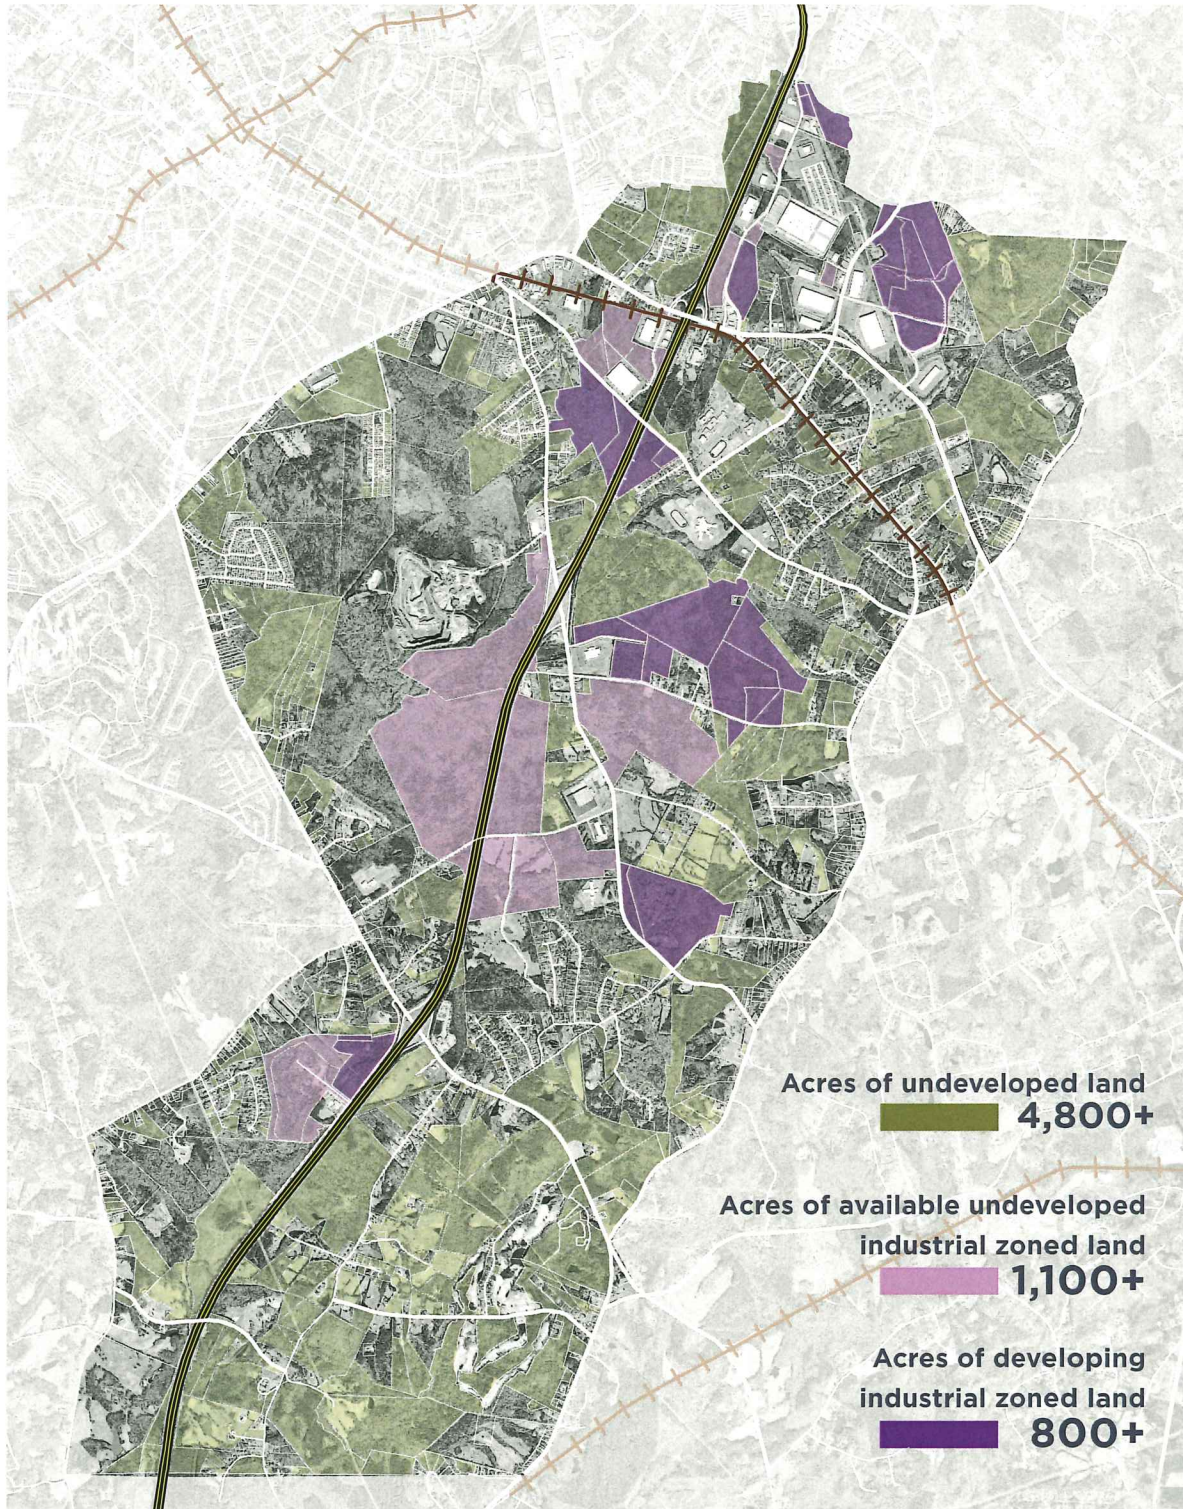 Acres of undeveloped land
4,800+
Acres of available undeveloped
industrial zoned land
1,100+
Acres of developing
industrial zoned land
800+